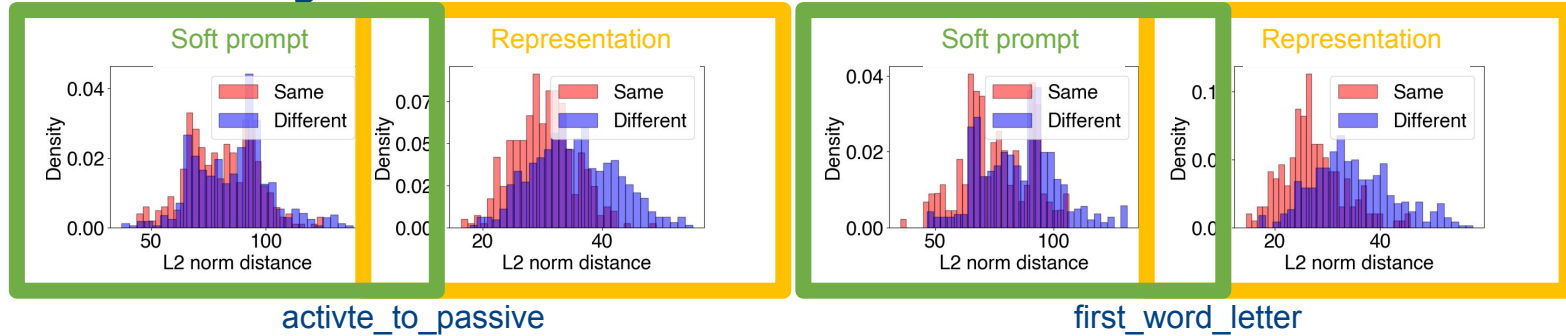 Soft prompt
Representation
Soft prompt
Representation
Same
Different
Same
Different
Same
Different
Same
Different
Density
0.04
0.02
0.00
50
100
L2 norm distance
Density
0.07
0.05
0.02
0.00
20
40
L2 norm distance
Density
0.04
0.02
0.00
50
100
L2 norm distance
Density
0.1
0.0
0.0
20
40
L2 norm distance
activte_to_passive
first_word_letter